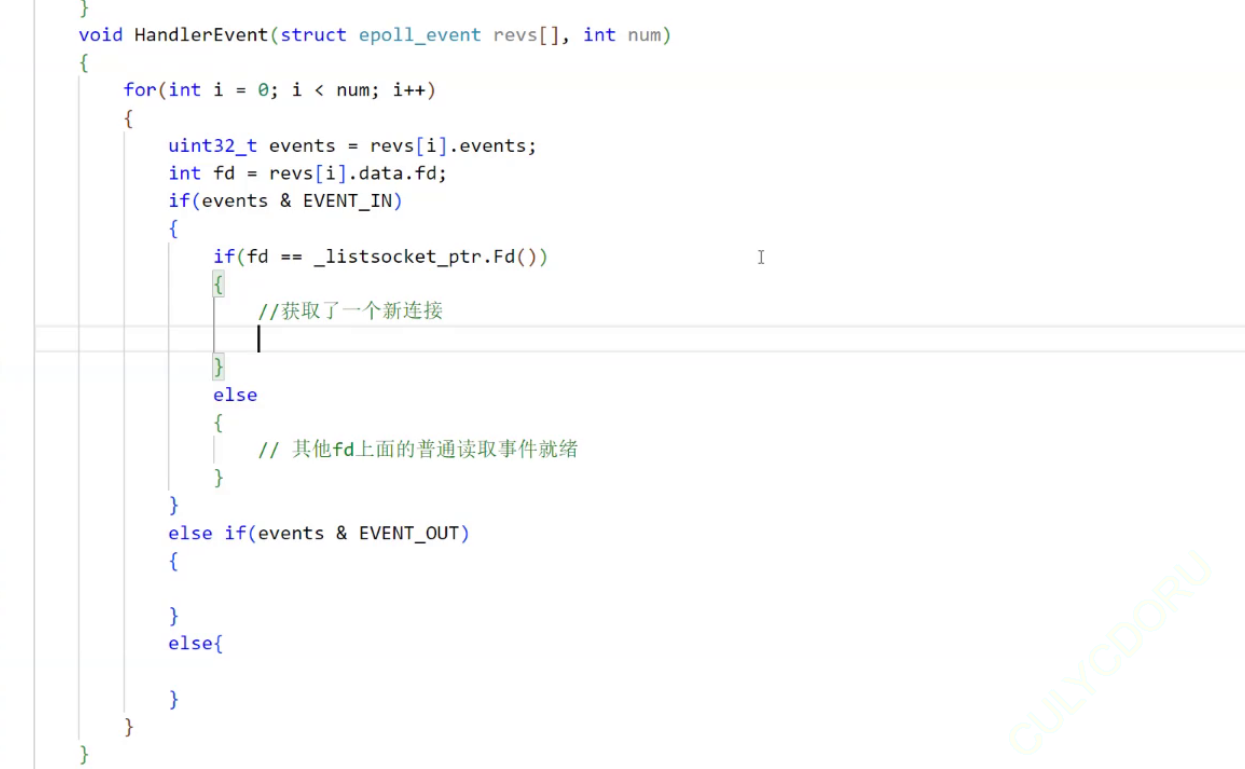 }
void HandlerEvent(struct epoll_event revs[], int num)
{
for(int i = 0; i < num; i++)
{
uint32_t events = revs[i].events;
int fd = revs[i].data.fd;
if(events & EVENT_IN)
{
if(fd == _listsocket_ptr.Fd())
{
//获取了一个新连接
}
else
{
// 其他fd上面的普通读取事件就绪
}
}
else if(events & EVENT_OUT)
{
}
else{
}
}
}
CULYCDORU